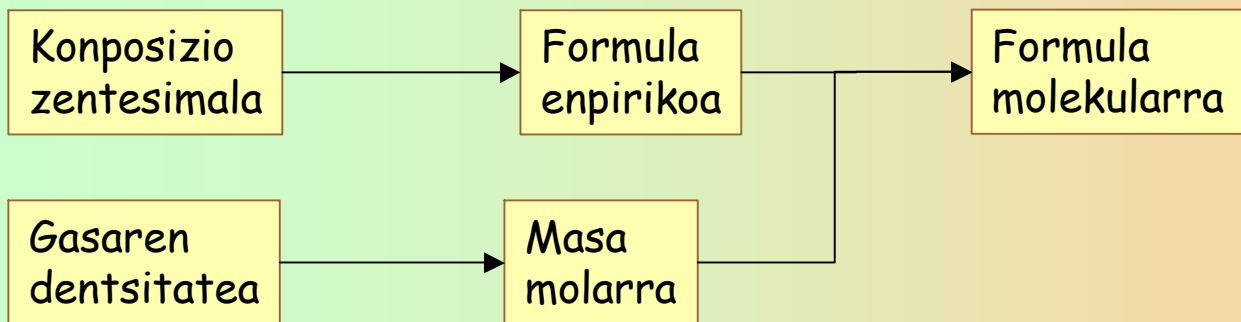 Konposizio
zentesimala
Formula
enpirikoa
Formula
molekularra
Gasaren
dentsitatea
Masa
molarra